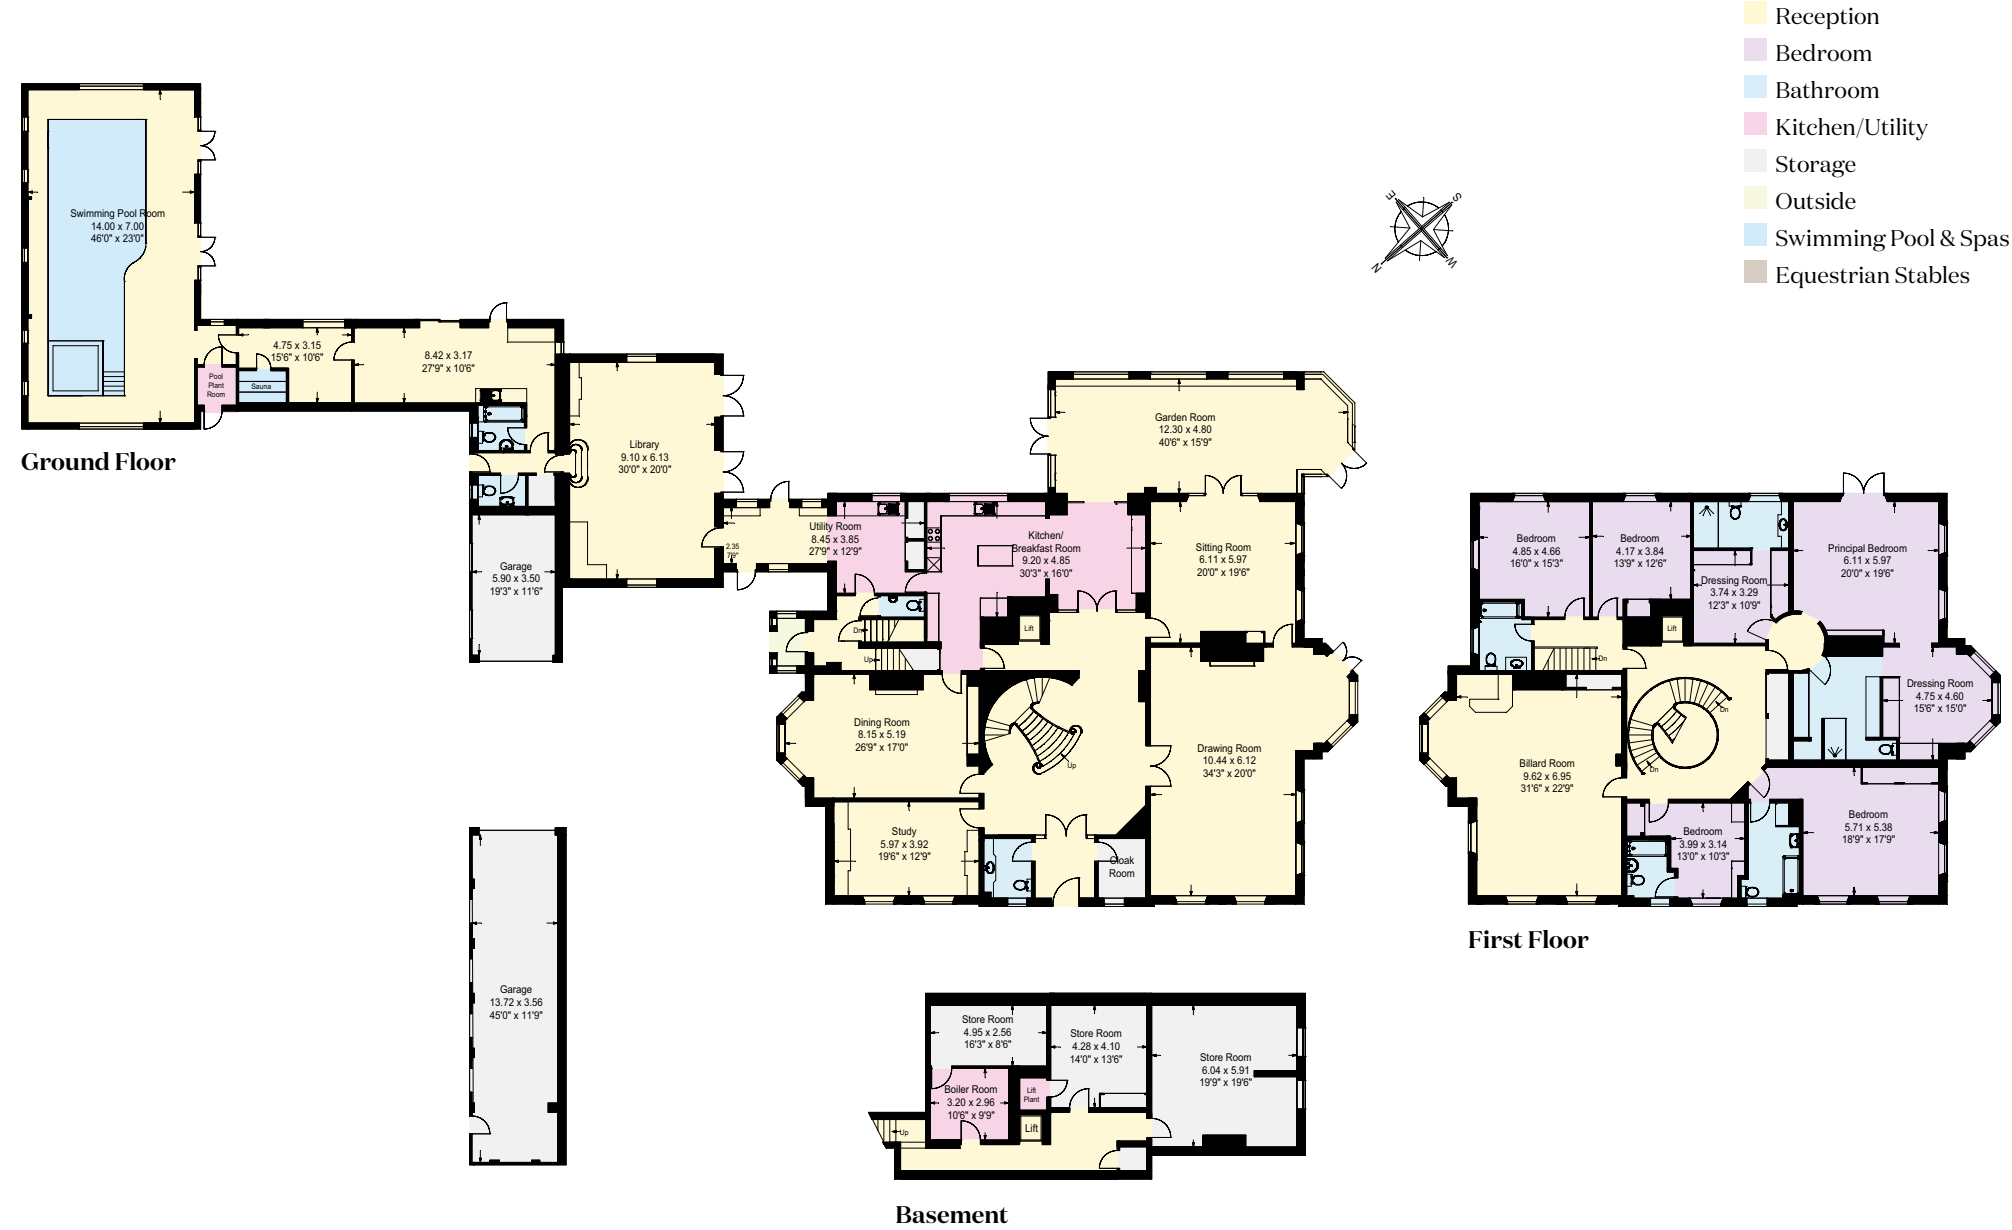 Reception
Bedroom
Bathroom
Kitchen/Utility
Storage
Outside
Swimming Pool & Spas
Equestrian Stables
E
S
N
W
Swimming Pool Room
14.00 x 7.00
46'0" x 23'0"
Pool
Plant
Room
Sauna
4.75 x 3.15
15'6" x 10'6"
8.42 x 3.17
27'9" x 10'6"
Ground Floor
Library
9.10 x 6.13
30'0" x 20'0"
Garage
5.90 x 3.50
19'3" x 11'6"
2.35
7'9"
Utility Room
8.45 x 3.85
27'9" x 12'9"
Kitchen/
Breakfast Room
9.20 x 4.85
30'3" x 16'0"
Garden Room
12.30 x 4.80
40'6" x 15'9"
Sitting Room
6.11 x 5.97
20'0" x 19'6"
Lift
Dn
Up
Dining Room
8.15 x 5.19
26'9" x 17'0"
Up
Drawing Room
10.44 x 6.12
34'3" x 20'0"
Study
5.97 x 3.92
19'6" x 12'9"
Cloak
Room
Bedroom
4.85 x 4.66
16'0" x 15'3"
Bedroom
4.17 x 3.84
13'9" x 12'6"
Dressing Room
3.74 x 3.29
12'3" x 10'9"
Principal Bedroom
6.11 x 5.97
20'0" x 19'6"
Lift
Dn
Dn
Dn
Dressing Room
4.75 x 4.60
15'6" x 15'0"
Billard Room
9.62 x 6.95
31'6" x 22'9"
Bedroom
3.99 x 3.14
13'0" x 10'3"
Bedroom
5.71 x 5.38
18'9" x 17'9"
First Floor
Garage
13.72 x 3.56
45'0" x 11'9"
Store Room
4.95 x 2.56
16'3" x 8'6"
Store Room
4.28 x 4.10
14'0" x 13'6"
Store Room
6.04 x 5.91
19'9" x 19'6"
Boiler Room
3.20 x 2.96
10'6" x 9'9"
Lift
Plant
Lift
Up
Basement